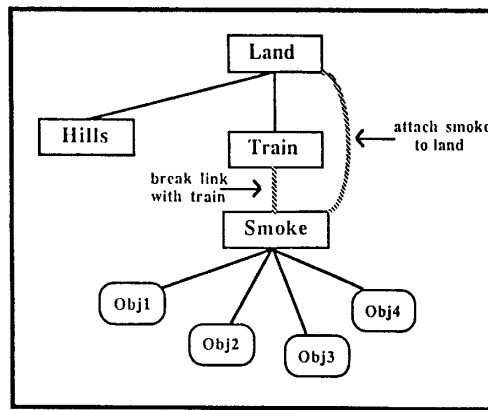 Land
Hills
Train
attach smoke
to land
break link
with train
Smoke
Obj1
Obj2
Obj3
Obj4